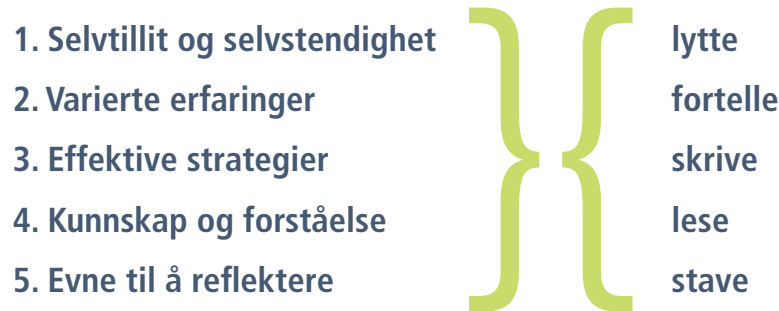 1. Selvtillit og selvstendighet
2. Varierte erfaringer
3. Effektive strategier
4. Kunnskap og forståelse
5. Evne til å reflektere
lytte
fortelle
skrive
lese
stave